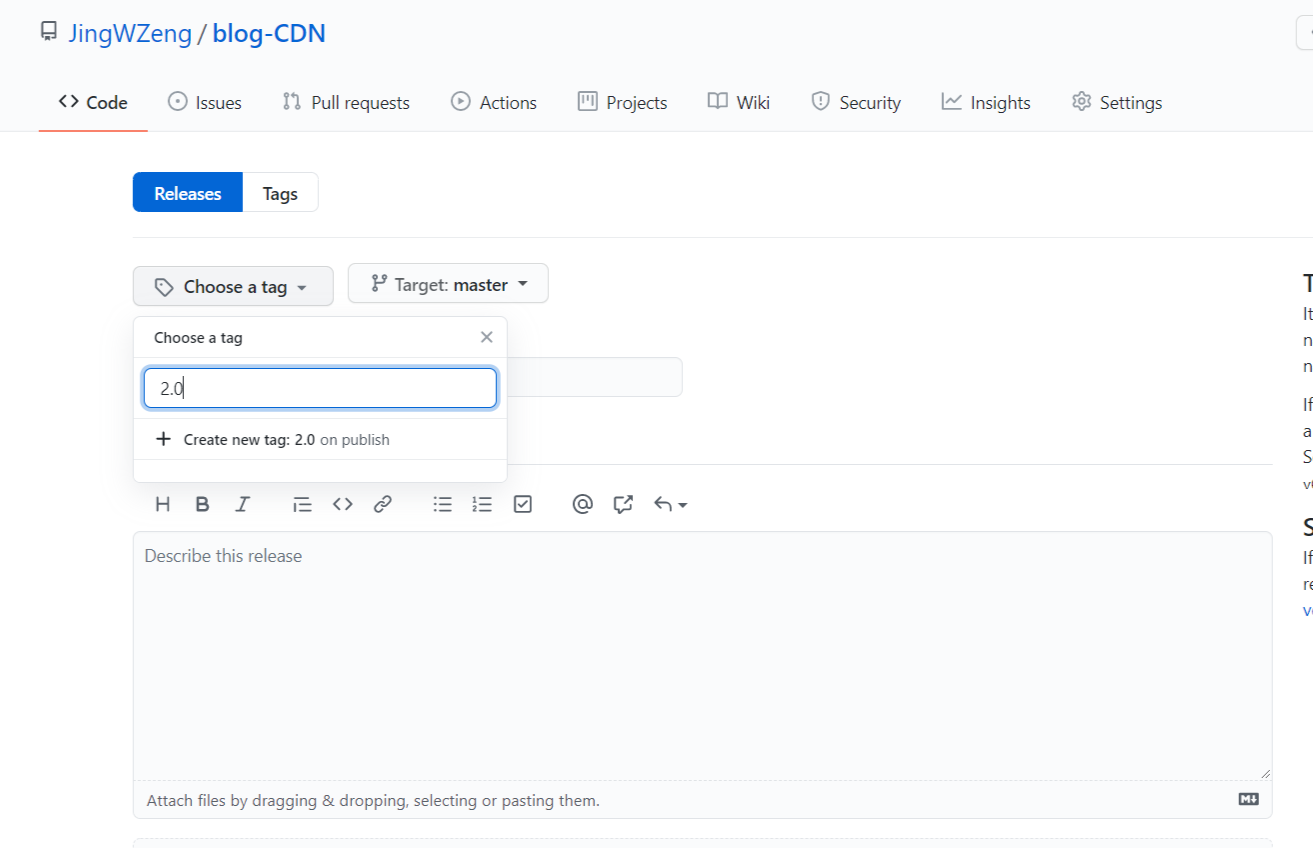 JingWZeng / blog-CDN
Code Issues Pull requests Actions Projects Wiki Security Insights Settings
Releases Tags
Choose a tag Target: master
Choose a tag
2.0
Create new tag: 2.0 on publish
Describe this release
Attach files by dragging & dropping, selecting or pasting them.